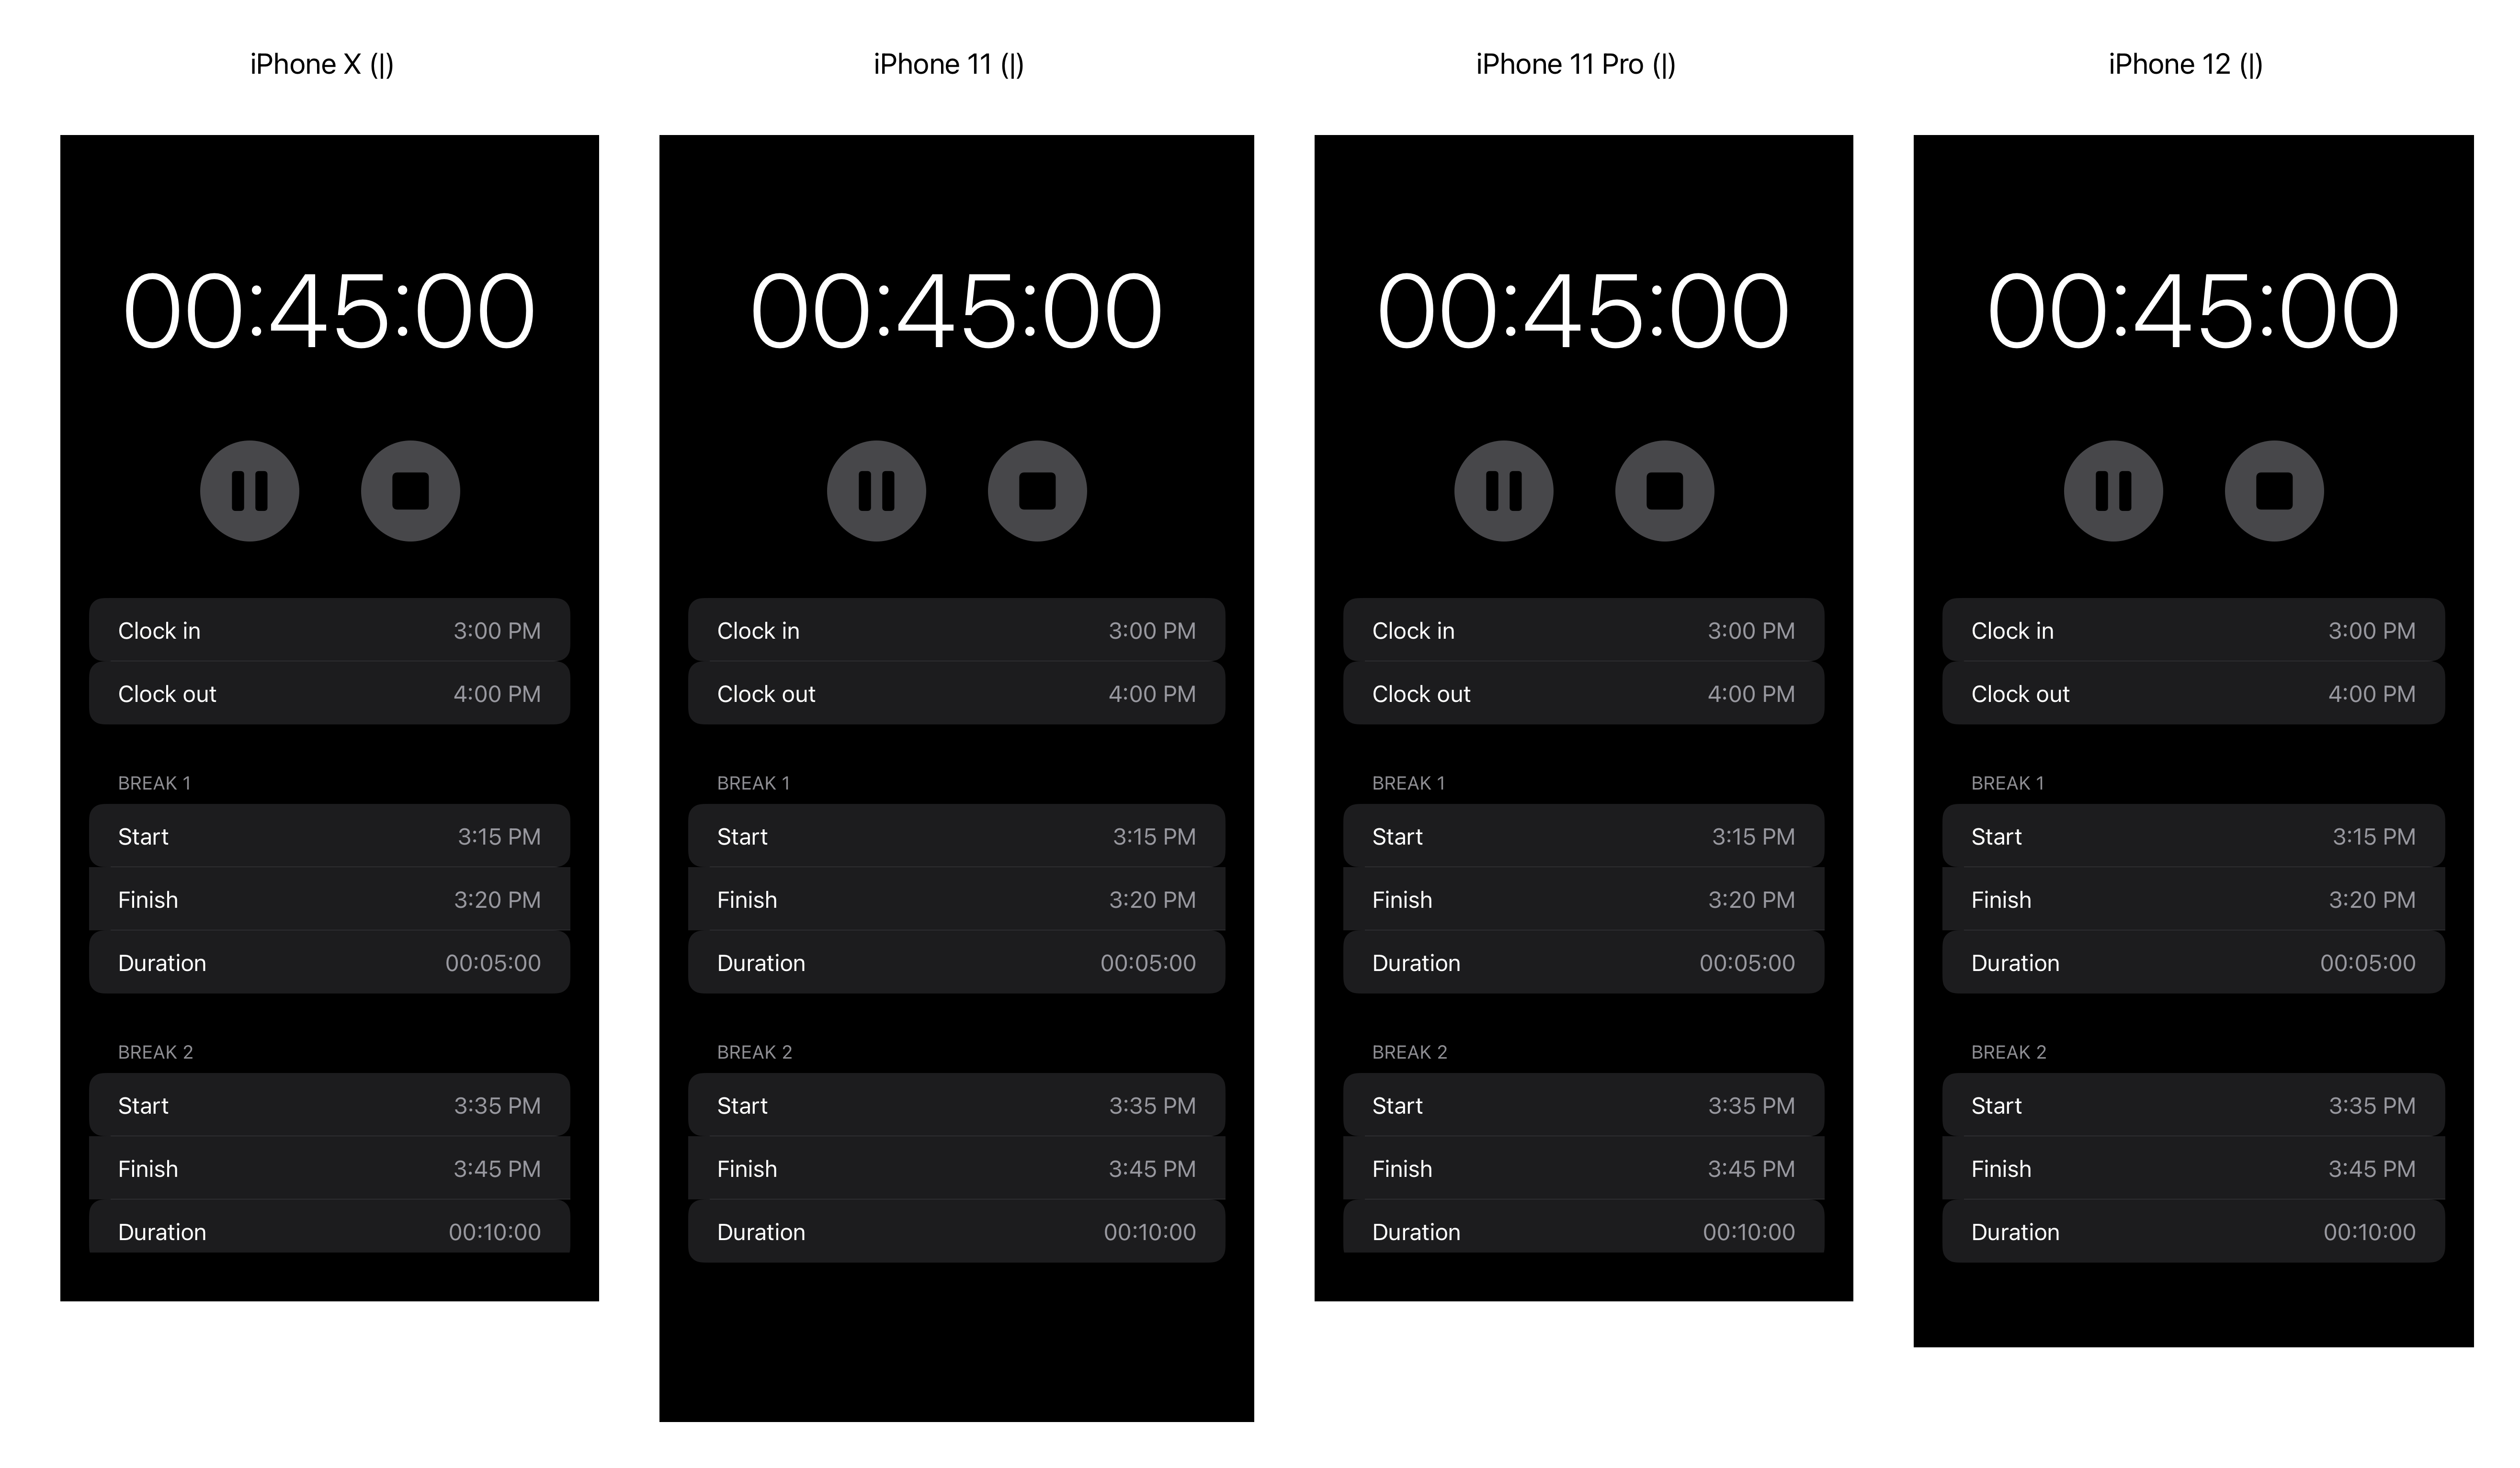 iPhone X (|)
00:45:00
Clock in 3:00 PM
Clock out 4:00 PM
BREAK 1
Start 3:15 PM
Finish 3:20 PM
Duration 00:05:00
BREAK 2
Start 3:35 PM
Finish 3:45 PM
Duration 00:10:00
iPhone 11 (|)
00:45:00
Clock in 3:00 PM
Clock out 4:00 PM
BREAK 1
Start 3:15 PM
Finish 3:20 PM
Duration 00:05:00
BREAK 2
Start 3:35 PM
Finish 3:45 PM
Duration 00:10:00
iPhone 11 Pro (|)
00:45:00
Clock in 3:00 PM
Clock out 4:00 PM
BREAK 1
Start 3:15 PM
Finish 3:20 PM
Duration 00:05:00
BREAK 2
Start 3:35 PM
Finish 3:45 PM
Duration 00:10:00
iPhone 12 (|)
00:45:00
Clock in 3:00 PM
Clock out 4:00 PM
BREAK 1
Start 3:15 PM
Finish 3:20 PM
Duration 00:05:00
BREAK 2
Start 3:35 PM
Finish 3:45 PM
Duration 00:10:00